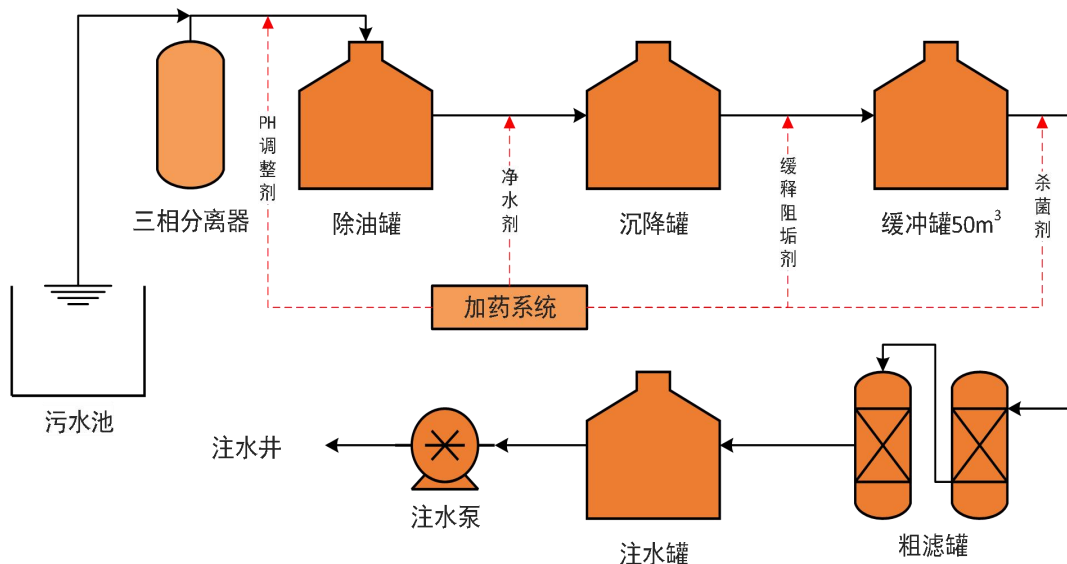 PH调整剂
三相分离器
除油罐
净水剂
沉降罐
缓释阻垢剂
缓冲罐50m³
杀菌剂
加药系统
污水池
注水井
注水泵
注水罐
粗滤罐